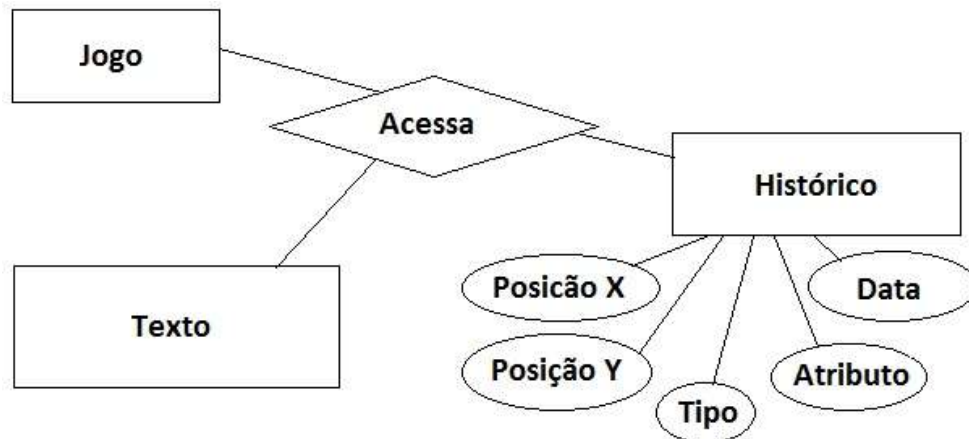 Jogo
Acessa
Histórico
Texto
Posicão X
Data
Posição Y
Atributo
Tipo